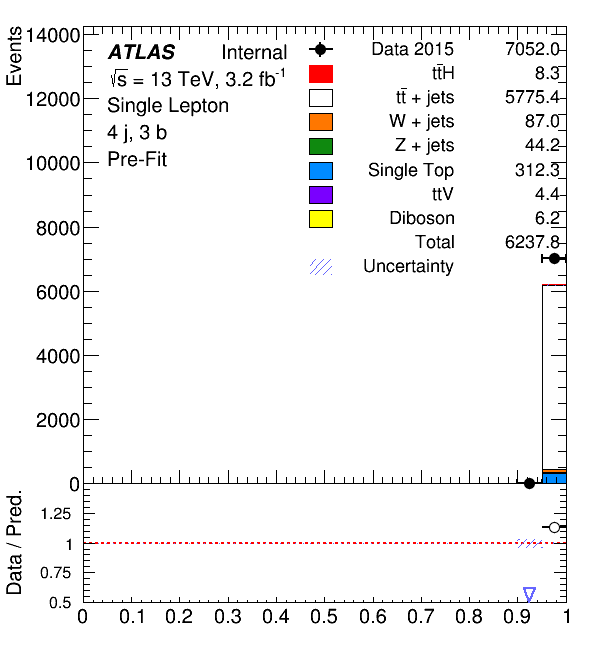 Events
14000
12000
10000
8000
6000
4000
2000
0
ATLAS Internal
√s = 13 TeV, 3.2 fb⁻¹
Single Lepton
4 j, 3 b
Pre-Fit
Data 2015 7052.0
tt̄H 8.3
tt̄ + jets 5775.4
W + jets 87.0
Z + jets 44.2
Single Top 312.3
ttV 4.4
Diboson 6.2
Total 6237.8
Uncertainty
Data / Pred.
1.25
1
0.75
0.5
0 0.1 0.2 0.3 0.4 0.5 0.6 0.7 0.8 0.9 1